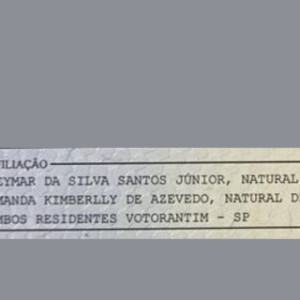 FILIAÇÃO
EYMAR DA SILVA SANTOS JÚNIOR, NATURAL
MANDA KIMBERLLY DE AZEVEDO, NATURAL D
MBOS RESIDENTES VOTORANTIM - SP